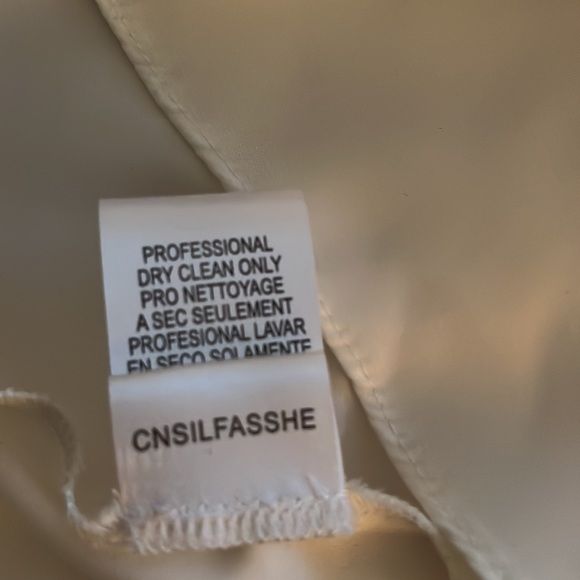 PROFESSIONAL
DRY CLEAN ONLY
PRO NETTOYAGE
A SEC SEULEMENT
PROFESIONAL LAVAR
EN SECO SOLAMENTE
CNSILFASSHE